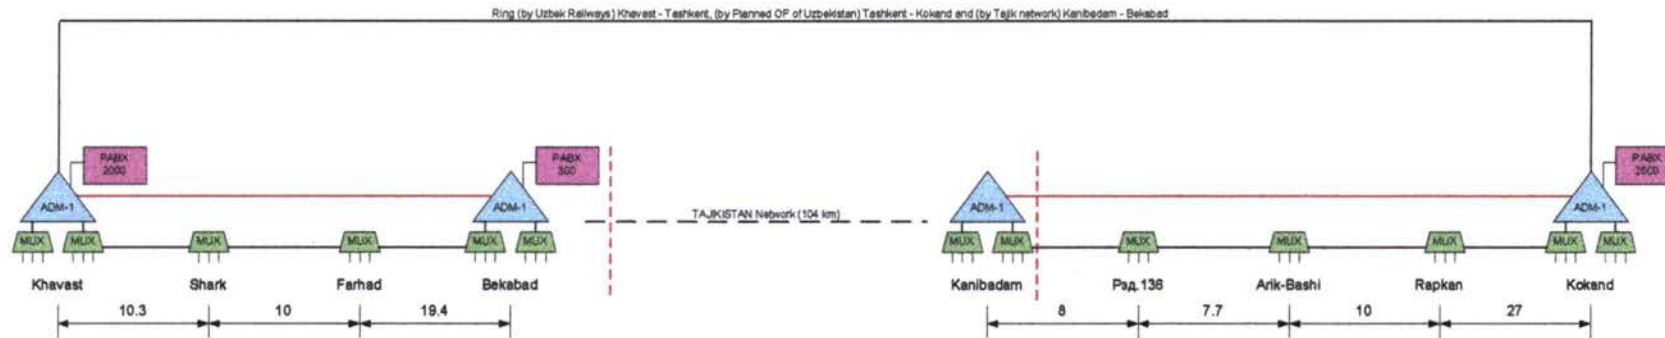 Ring (by Uzbek Railways) Khavast - Tashkent, (by Planned OF of Uzbekistan) Tashkent - Kokand and (by Tajik network) Kanibadam - Bekabad
PABX
2000
PABX
300
PABX
2500
ADM-1
ADM-1
ADM-1
ADM-1
TAJIKISTAN Network (104 km)
MUX
MUX
MUX
MUX
MUX
MUX
MUX
MUX
MUX
MUX
MUX
MUX
MUX
Khavast
Shark
Farhad
Bekabad
Kanibadam
Рзд.136
Arik-Bashi
Rapkan
Kokand
10.3
10
19.4
8
7.7
10
27